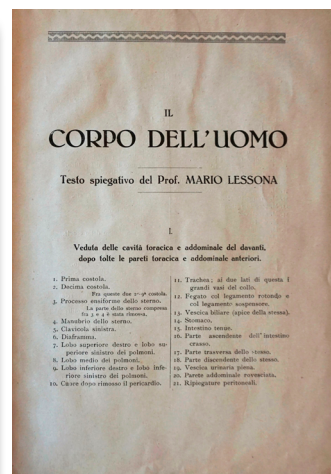 IL
CORPO DELL'UOMO
Testo spiegativo del Prof. MARIO LESSONA
I.
Veduta delle cavità toracica e addominale del davanti,
dopo tolte le pareti toracica e addominale anteriori.
1. Prima costola.
2. Decima costola.
Fra queste due 2ª-9ª costola.
3. Processo ensiforme dello sterno.
La parte dello sterno compresa
fra 3 e 4 è stata rimossa.
4. Manubrio dello sterno.
5. Clavicola sinistra.
6. Diaframma.
7. Lobo superiore destro e lobo su-
periore sinistro dei polmoni.
8. Lobo medio dei polmoni.
9. Lobo inferiore destro e lobo infe-
riore sinistro dei polmoni.
10. Cuore dopo rimosso il pericardio.
11. Trachea; ai due lati di questa i
grandi vasi del collo.
12. Fegato col legamento rotondo e
col legamento sospensore.
13. Vescica biliare (apice della stessa).
14. Stomaco.
15. Intestino tenue.
16. Parte ascendente dell'intestino
crasso.
17. Parte trasversa dello stesso.
18. Parte discendente dello stesso.
19. Vescica urinaria piena.
20. Parete addominale rovesciata.
21. Ripiegature peritoneali.